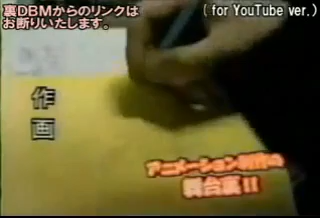 裏DBMからのリンクは
お断りいたします。
( for YouTube ver.)
作画
アニメーション制作の
舞台裏!!